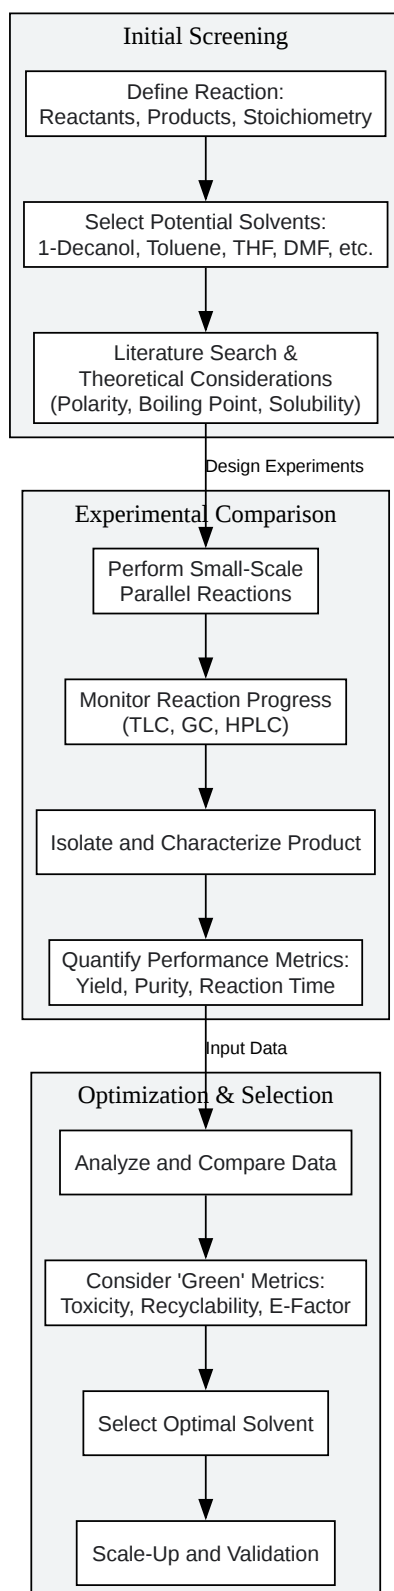 Initial Screening
Define Reaction:
Reactants, Products, Stoichiometry
Select Potential Solvents:
1-Decanol, Toluene, THF, DMF, etc.
Literature Search &
Theoretical Considerations
(Polarity, Boiling Point, Solubility)
Design Experiments
Experimental Comparison
Perform Small-Scale
Parallel Reactions
Monitor Reaction Progress
(TLC, GC, HPLC)
Isolate and Characterize Product
Quantify Performance Metrics:
Yield, Purity, Reaction Time
Input Data
Optimization & Selection
Analyze and Compare Data
Consider 'Green' Metrics:
Toxicity, Recyclability, E-Factor
Select Optimal Solvent
Scale-Up and Validation